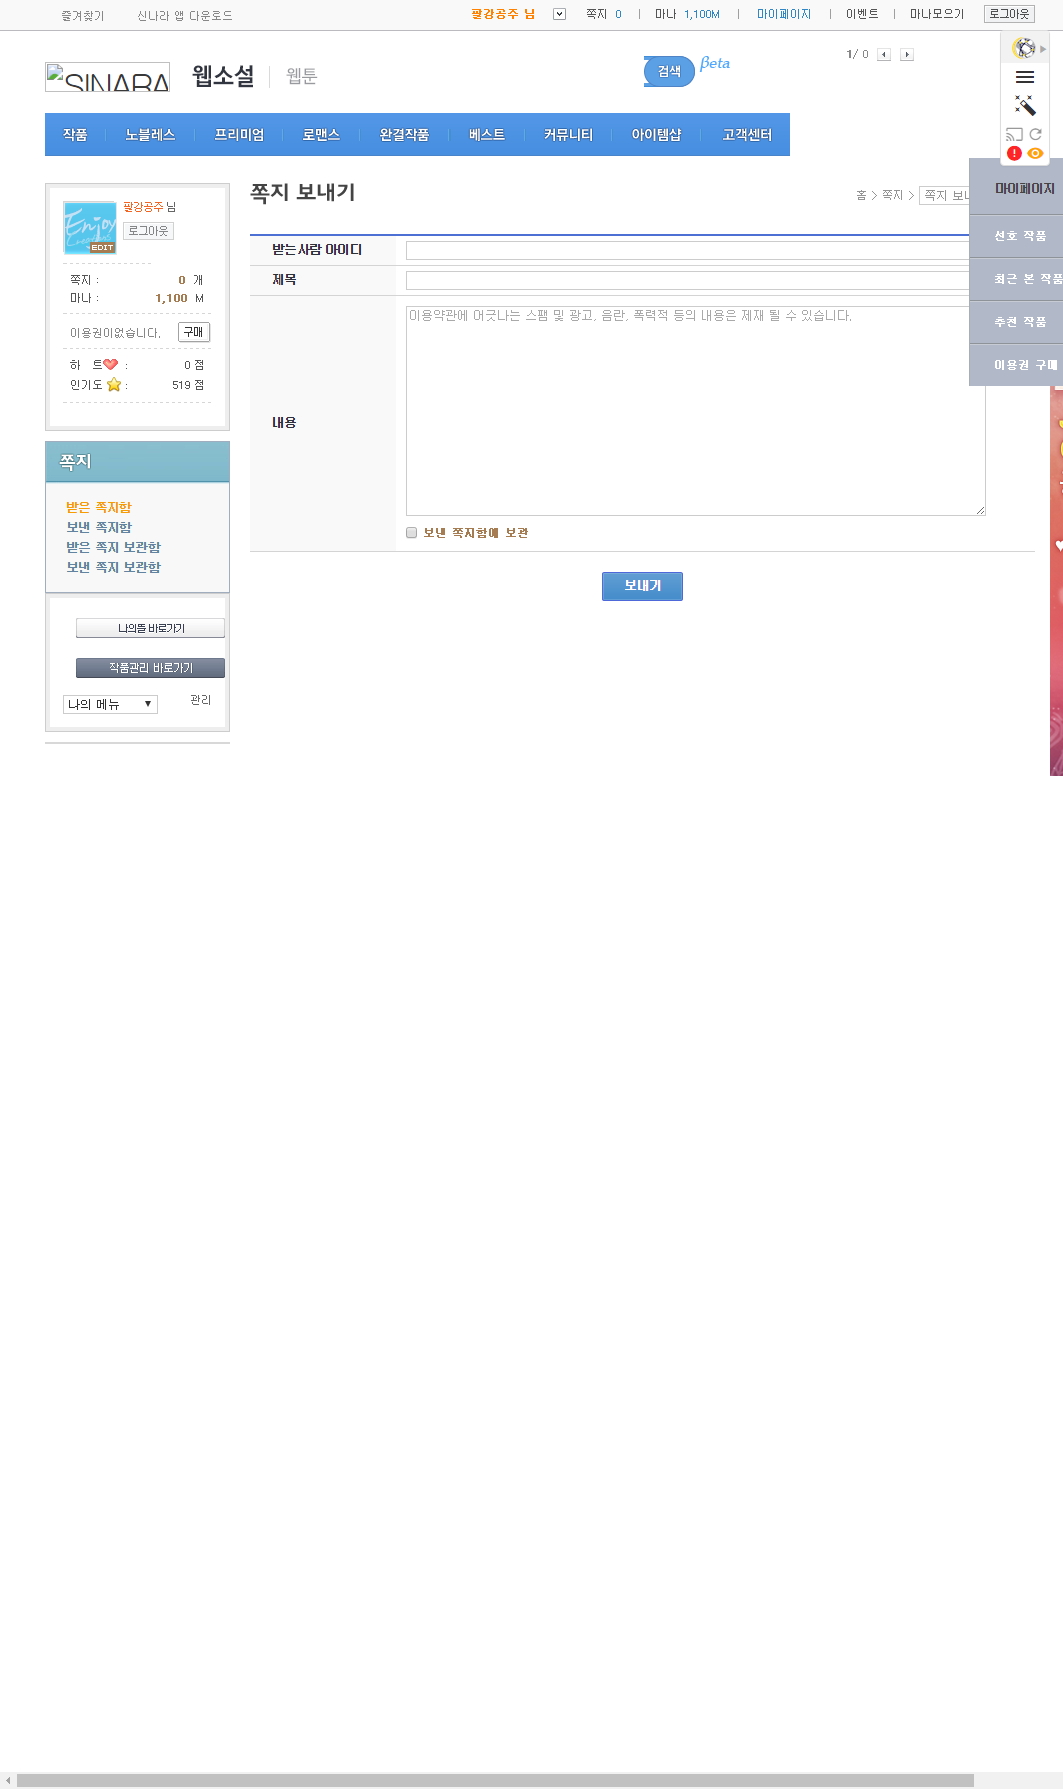 즐겨찾기 신나라 앱 다운로드 팔강공주 님 쪽지 0 마나 1,100M 마이페이지 이벤트 마나모으기 로그아웃
SINARA 웹소설 웹툰 검색 βeta 1/ 0
작품 노블레스 프리미엄 로맨스 완결작품 베스트 커뮤니티 아이템샵 고객센터
팔강공주 님
로그아웃
Enjoy
EDIT
쪽지 : 0 개
마나 : 1,100 M
이용권이없습니다. 구매
하 트 : 0 점
인기도 : 519 점
쪽지
받은 쪽지함
보낸 쪽지함
받은 쪽지 보관함
보낸 쪽지 보관함
나의뜰 바로가기
작품관리 바로가기
나의 메뉴 관리
쪽지 보내기 홈 > 쪽지 > 쪽지 보내
받는사람 아이디
제목
내용
이용약관에 어긋나는 스팸 및 광고, 음란, 폭력적 등의 내용은 제재 될 수 있습니다.
보낸 쪽지함에 보관
보내기
마이페이지
선호 작품
최근 본 작품
추천 작품
이용권 구매